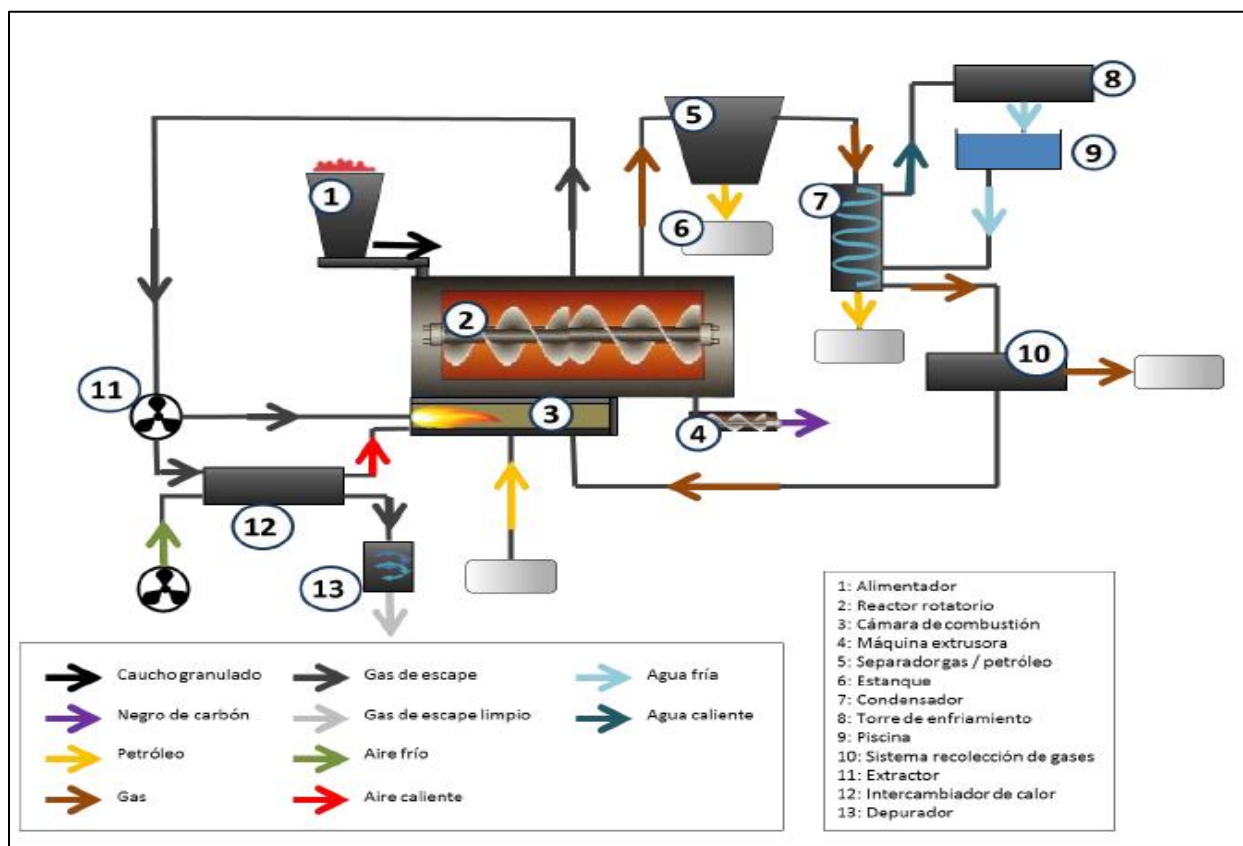 1
2
3
4
5
6
7
8
9
10
11
12
13
Caucho granulado
Negro de carbón
Petróleo
Gas
Gas de escape
Gas de escape limpio
Aire frío
Aire caliente
Agua fría
Agua caliente
1: Alimentador
2: Reactor rotatorio
3: Cámara de combustión
4: Máquina extrusora
5: Separador gas / petróleo
6: Estanque
7: Condensador
8: Torre de enfriamiento
9: Piscina
10: Sistema recolección de gases
11: Extractor
12: Intercambiador de calor
13: Depurador